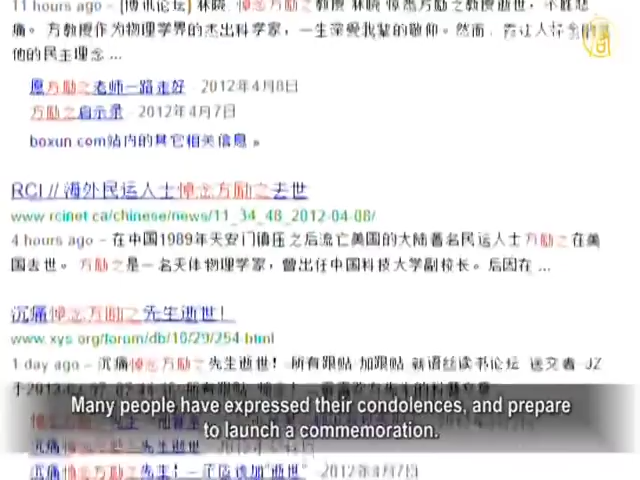 11 hours ago - [博讯论坛] 林晓 悼念方励之教授 林晓 悼念方励之教授逝世，不胜悲
痛。方教授作为物理学界的杰出科学家，一生深受我辈的敬仰。然而
他的民主理念 ...
愿方励之老师一路走好 2012年4月8日
方励之启示录 2012年4月7日
boxun com站内的其它相关信息 »
RCI // 海外民运人士悼念方励之去世
www rcinet ca/chinese/news/11_34_48_2012-04-08/
4 hours ago - 在中国1989年天安门镇压之后流亡美国的大陆著名民运人士方励之在美
国去世。方励之是一名天体物理学家，曾出任中国科技大学副校长。后因在 ...
沉痛悼念方励之先生逝世！
www.xys org/forum/db/10/29/254 html
1 day ago - 沉痛悼念方励之先生逝世！ 所有跟帖 加跟帖 新语丝读书论坛 送交者 JZ
Many people have expressed their condolences, and prepare
to launch a commemoration.
先生逝世
沉痛悼念方励之先生！ 逝世" 2012年4月7日